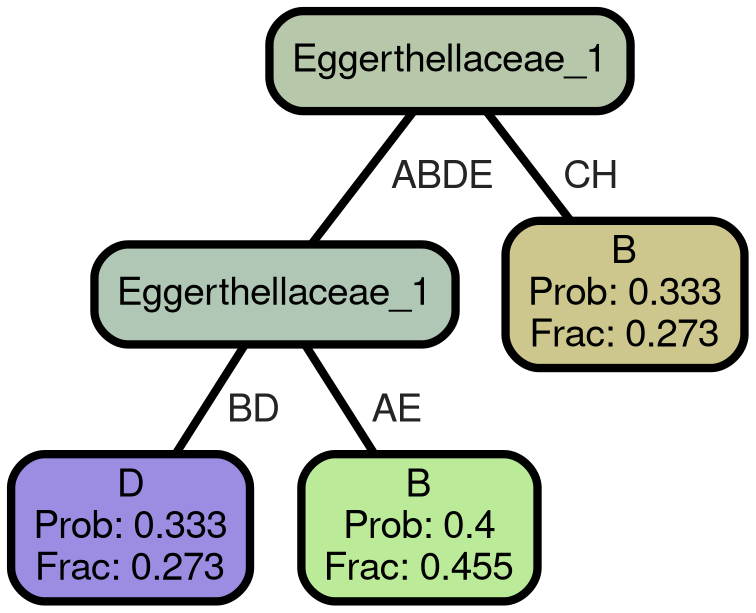 Eggerthellaceae_1
ABDE
CH
Eggerthellaceae_1
B
Prob: 0.333
Frac: 0.273
BD
AE
D
Prob: 0.333
Frac: 0.273
B
Prob: 0.4
Frac: 0.455